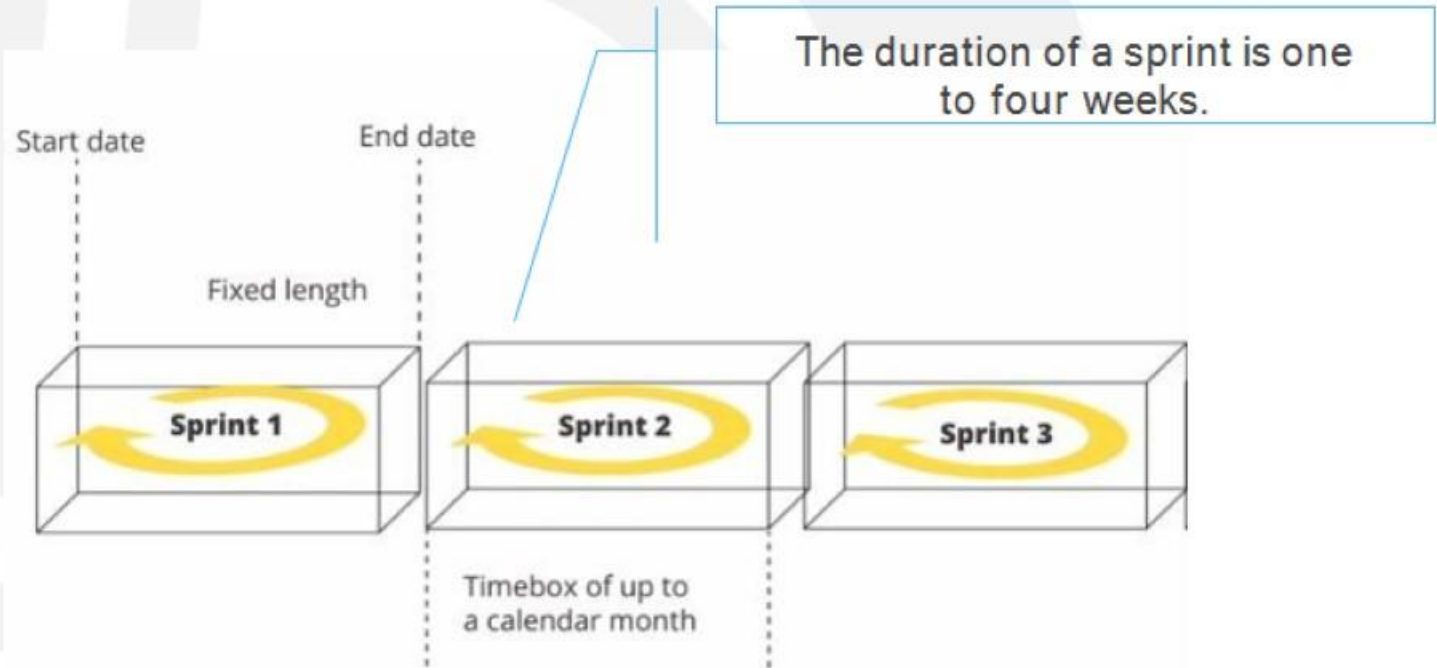 The duration of a sprint is one
to four weeks.
Start date
End date
Fixed length
Sprint 1
Sprint 2
Sprint 3
Timebox of up to
a calendar month